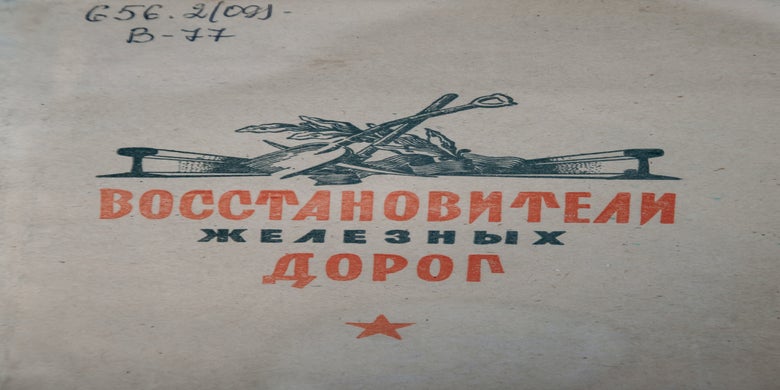 656.2(09)-
В-77
ВОССТАНОВИТЕЛИ
ЖЕЛЕЗНЫХ
ДОРОГ